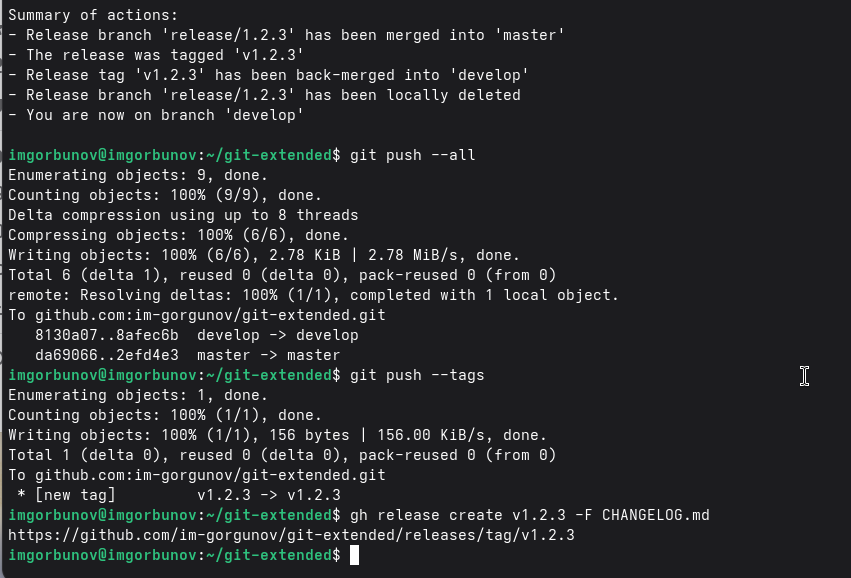 Summary of actions:
- Release branch 'release/1.2.3' has been merged into 'master'
- The release was tagged 'v1.2.3'
- Release tag 'v1.2.3' has been back-merged into 'develop'
- Release branch 'release/1.2.3' has been locally deleted
- You are now on branch 'develop'
imgorbunov@imgorbunov:~/git-extended$ git push --all
Enumerating objects: 9, done.
Counting objects: 100% (9/9), done.
Delta compression using up to 8 threads
Compressing objects: 100% (6/6), done.
Writing objects: 100% (6/6), 2.78 KiB | 2.78 MiB/s, done.
Total 6 (delta 1), reused 0 (delta 0), pack-reused 0 (from 0)
remote: Resolving deltas: 100% (1/1), completed with 1 local object.
To github.com:im-gorgunov/git-extended.git
   8130a07..8afec6b  develop -> develop
   da69066..2efd4e3  master -> master
imgorbunov@imgorbunov:~/git-extended$ git push --tags
Enumerating objects: 1, done.
Counting objects: 100% (1/1), done.
Writing objects: 100% (1/1), 156 bytes | 156.00 KiB/s, done.
Total 1 (delta 0), reused 0 (delta 0), pack-reused 0 (from 0)
To github.com:im-gorgunov/git-extended.git
 * [new tag]         v1.2.3 -> v1.2.3
imgorbunov@imgorbunov:~/git-extended$ gh release create v1.2.3 -F CHANGELOG.md
https://github.com/im-gorgunov/git-extended/releases/tag/v1.2.3
imgorbunov@imgorbunov:~/git-extended$